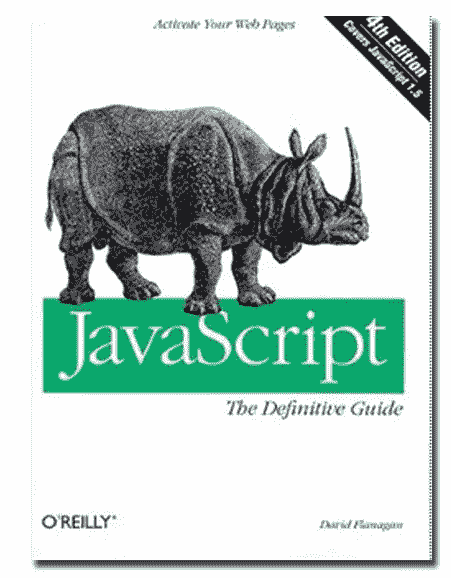 Activate Your Web Pages
4th Edition
Covers JavaScript 1.5
JavaScript
The Definitive Guide
O'REILLY®
David Flanagan